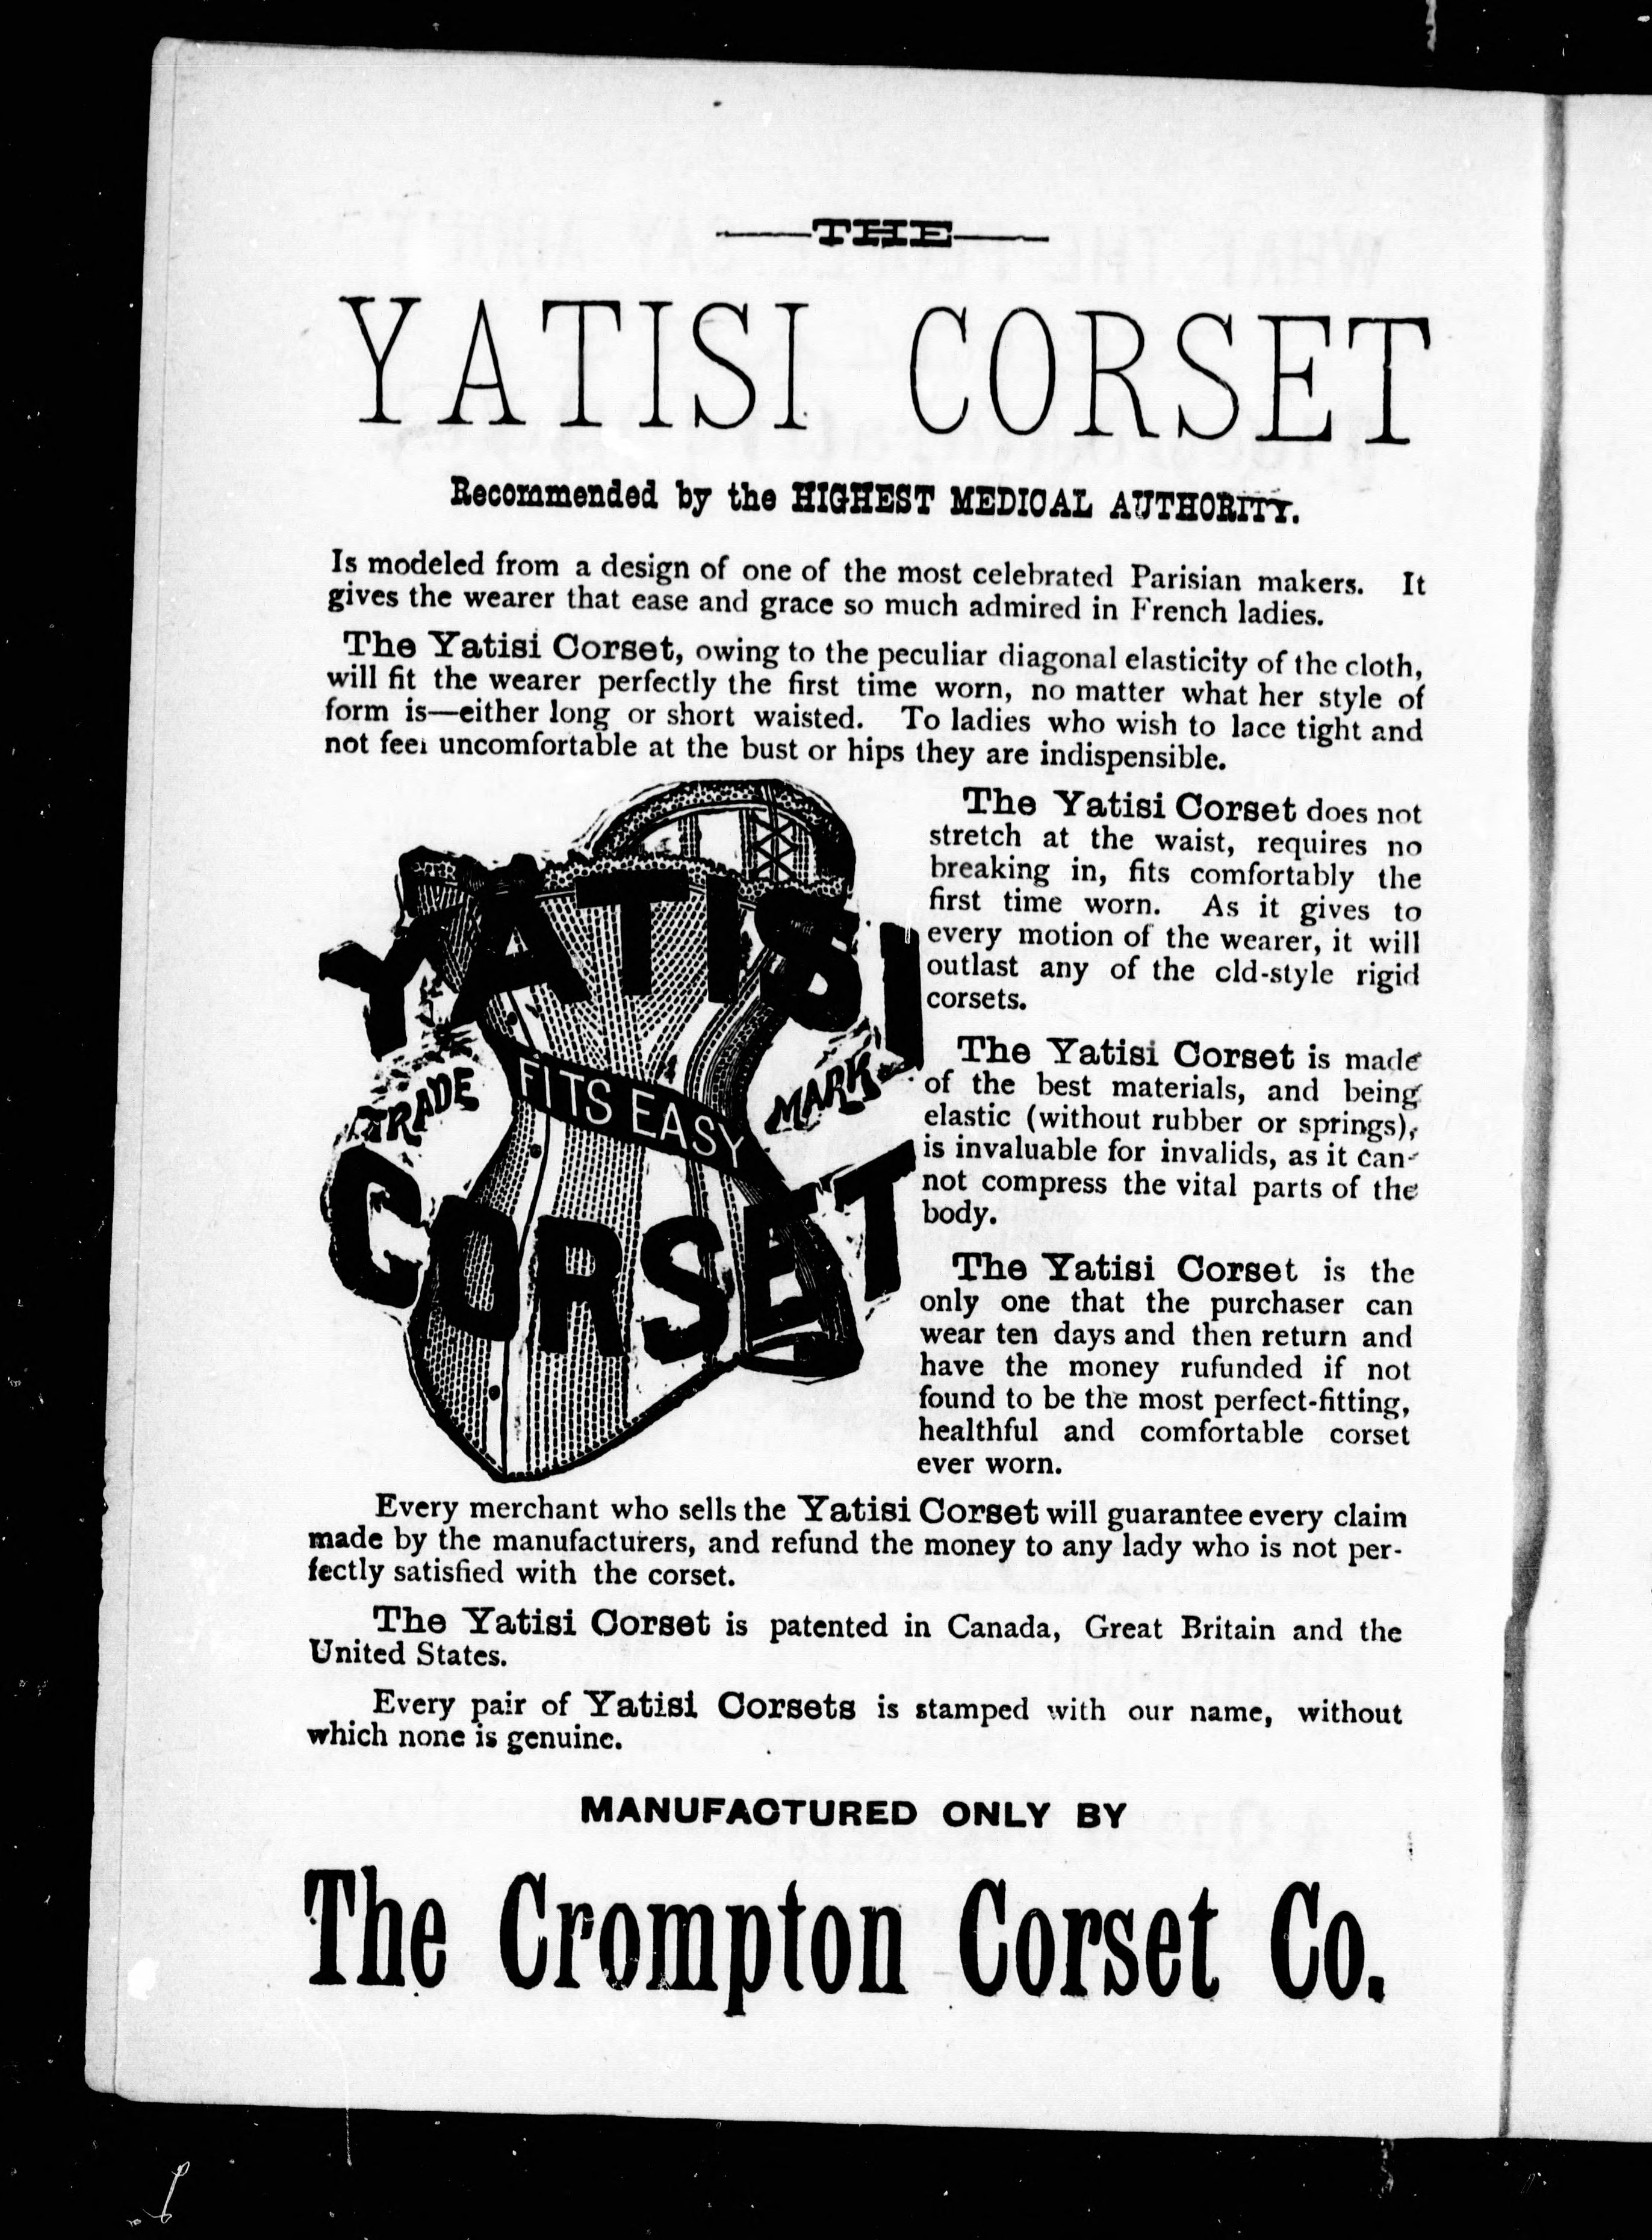 THE
YATISI CORSET
Recommended by the HIGHEST MEDICAL AUTHORITY.
Is modeled from a design of one of the most celebrated Parisian makers. It
gives the wearer that ease and grace so much admired in French ladies.
The Yatisi Corset, owing to the peculiar diagonal elasticity of the cloth,
will fit the wearer perfectly the first time worn, no matter what her style of
form is—either long or short waisted. To ladies who wish to lace tight and
not feel uncomfortable at the bust or hips they are indispensible.
YATISI
TRADE
FITS EASY
MARK
CORSET
The Yatisi Corset does not
stretch at the waist, requires no
breaking in, fits comfortably the
first time worn. As it gives to
every motion of the wearer, it will
outlast any of the cld-style rigid
corsets.
The Yatisi Corset is made
of the best materials, and being
elastic (without rubber or springs),
is invaluable for invalids, as it can-
not compress the vital parts of the
body.
The Yatisi Corset is the
only one that the purchaser can
wear ten days and then return and
have the money rufunded if not
found to be the most perfect-fitting,
healthful and comfortable corset
ever worn.
Every merchant who sells the Yatisi Corset will guarantee every claim
made by the manufacturers, and refund the money to any lady who is not per-
fectly satisfied with the corset.
The Yatisi Corset is patented in Canada, Great Britain and the
United States.
Every pair of Yatisi Corsets is stamped with our name, without
which none is genuine.
MANUFACTURED ONLY BY
The Crompton Corset Co.